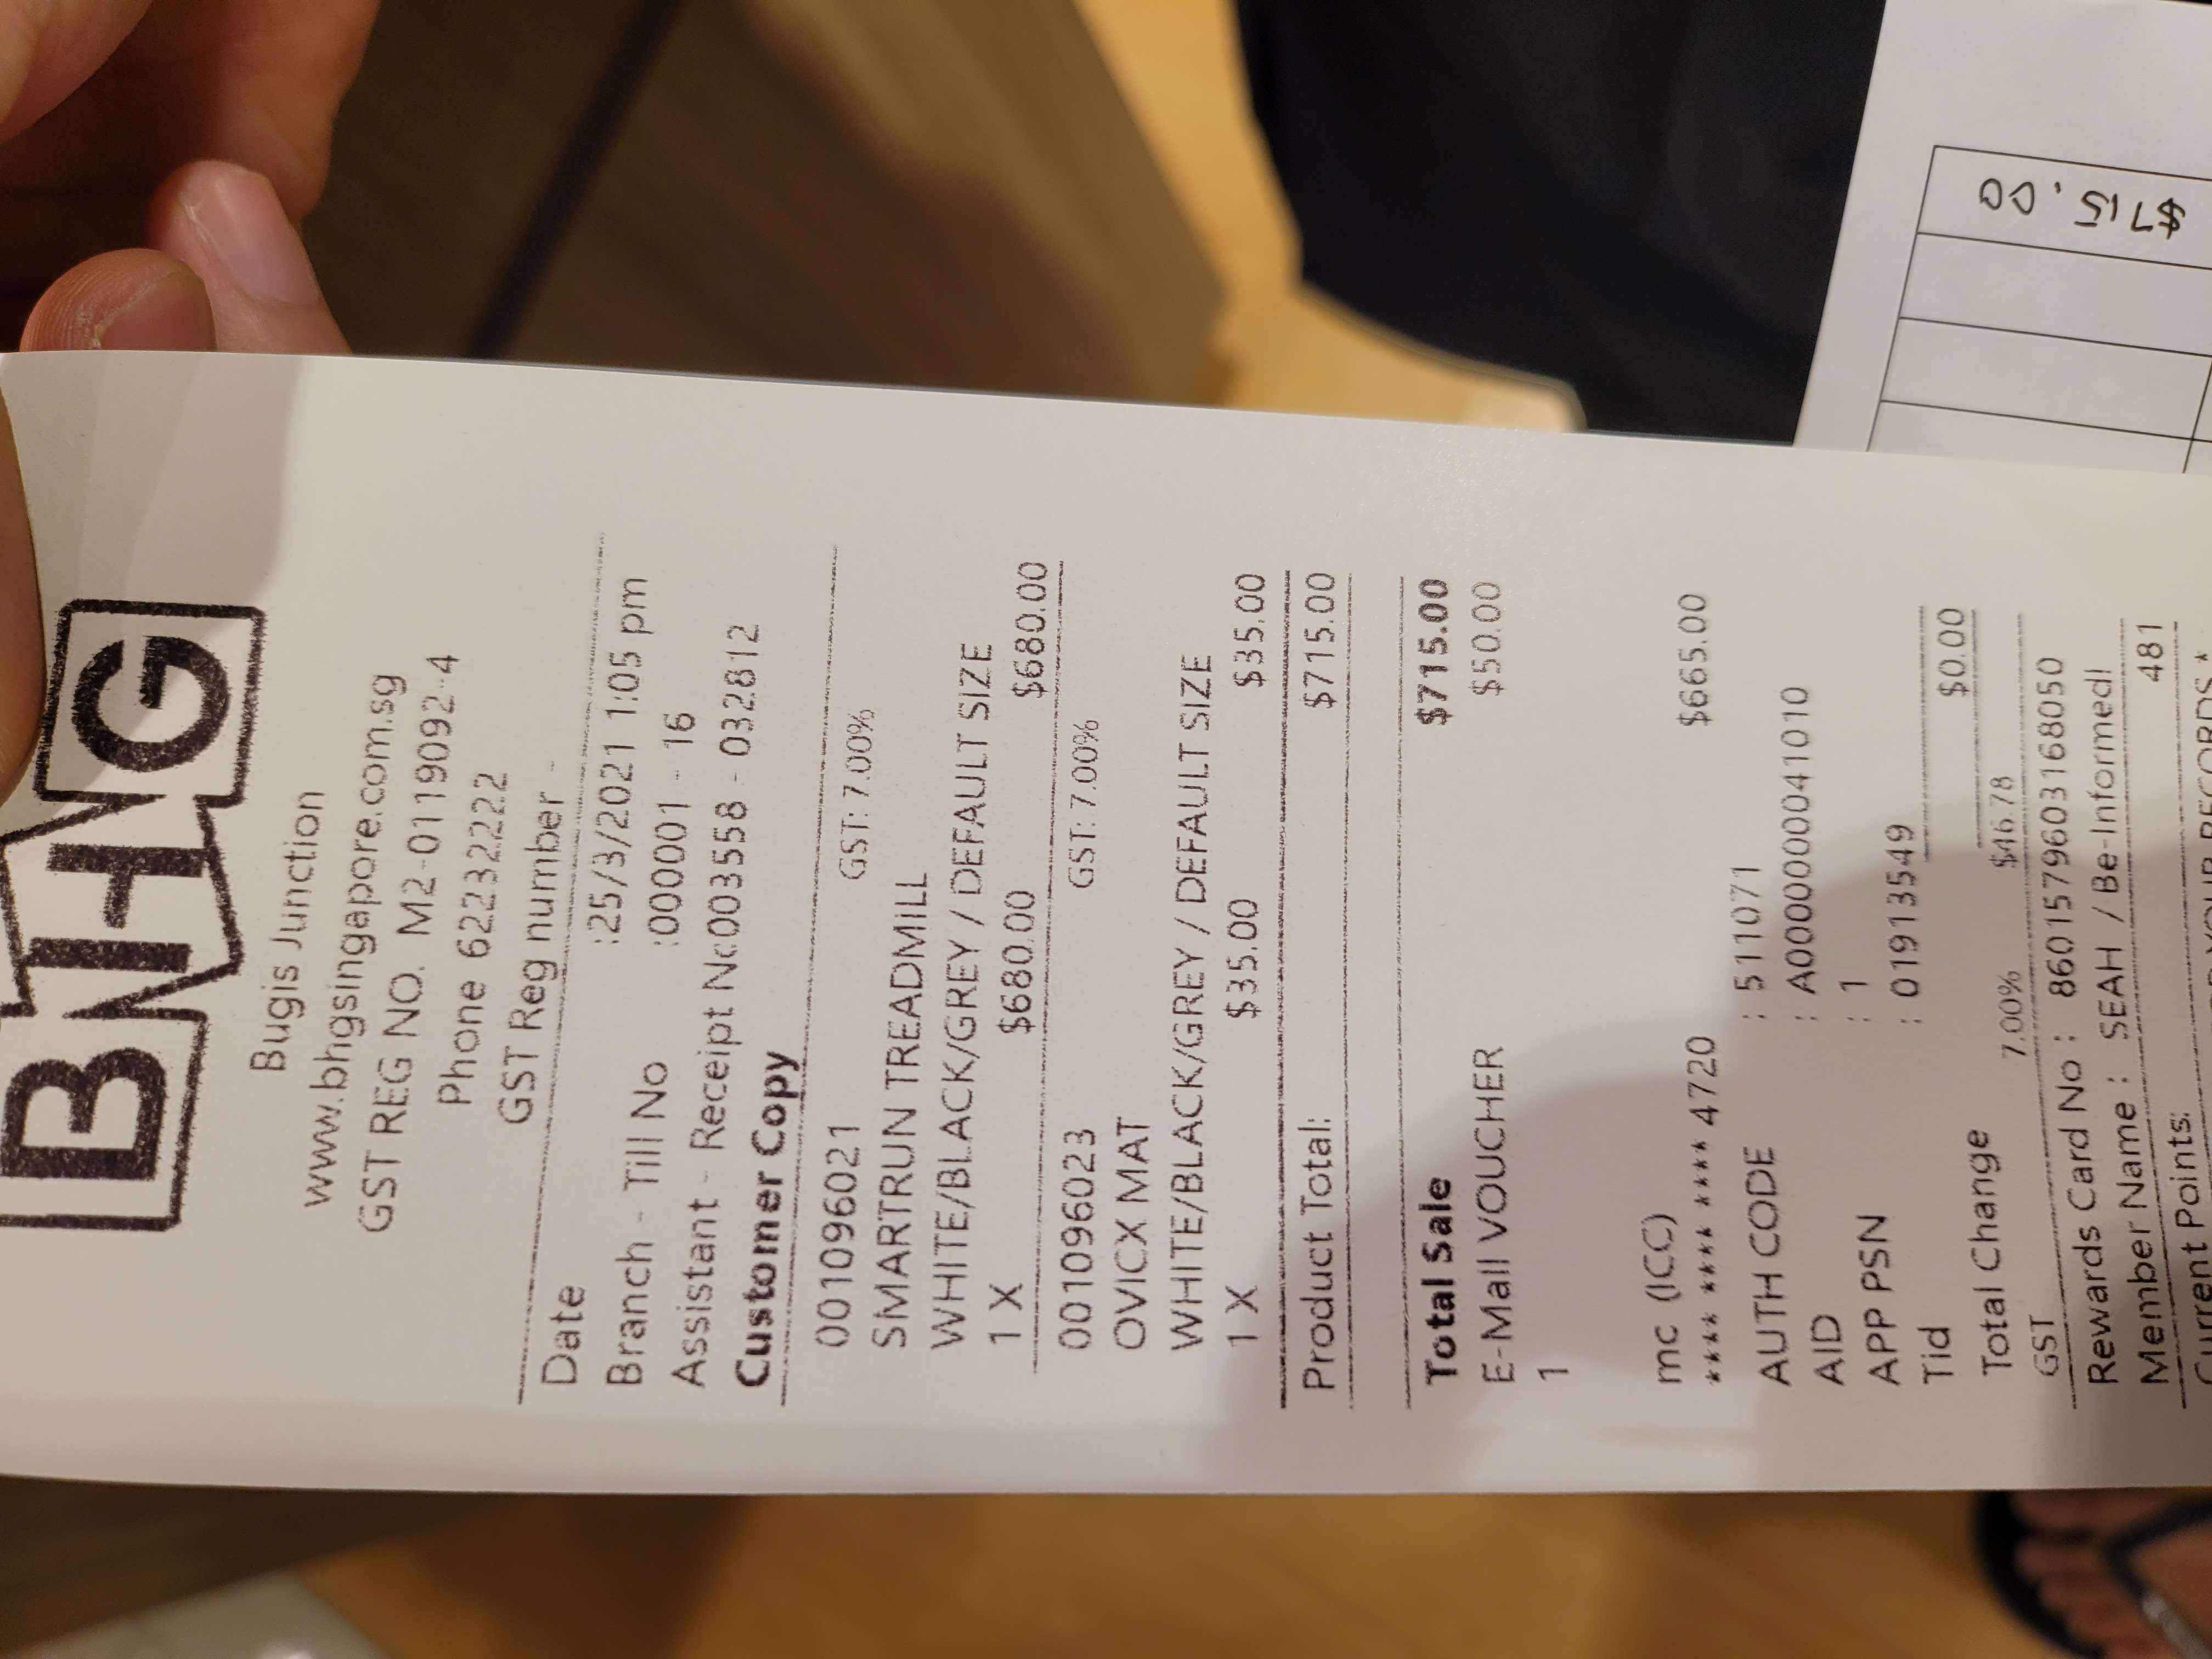 BHG
Bugis Junction
www.bhgsingapore.com.sg
GST REG NO. M2-0119092-4
Phone 62232222
GST Reg number -
Date :25/3/2021 1:05 pm
Branch - Till No :000001 - 16
Assistant - Receipt No:003558 - 032812
Customer Copy
001096021 GST: 7.00%
SMARTRUN TREADMILL
WHITE/BLACK/GREY / DEFAULT SIZE
1 X $680.00 $680.00
001096023 GST: 7.00%
OVICX MAT
WHITE/BLACK/GREY / DEFAULT SIZE
1 X $35.00 $35.00
Product Total: $715.00
Total Sale $715.00
E-Mall VOUCHER $50.00
1
mc (ICC) $665.00
**** **** **** 4720
AUTH CODE : 511071
AID : A0000000041010
APP PSN : 1
Tid : 01913549
Total Change $0.00
GST 7.00% $46.78
Rewards Card No : 8601579603168050
Member Name : SEAH / Be-Informed!
Current Points: 481
YOUR RECORDS *
$715.00